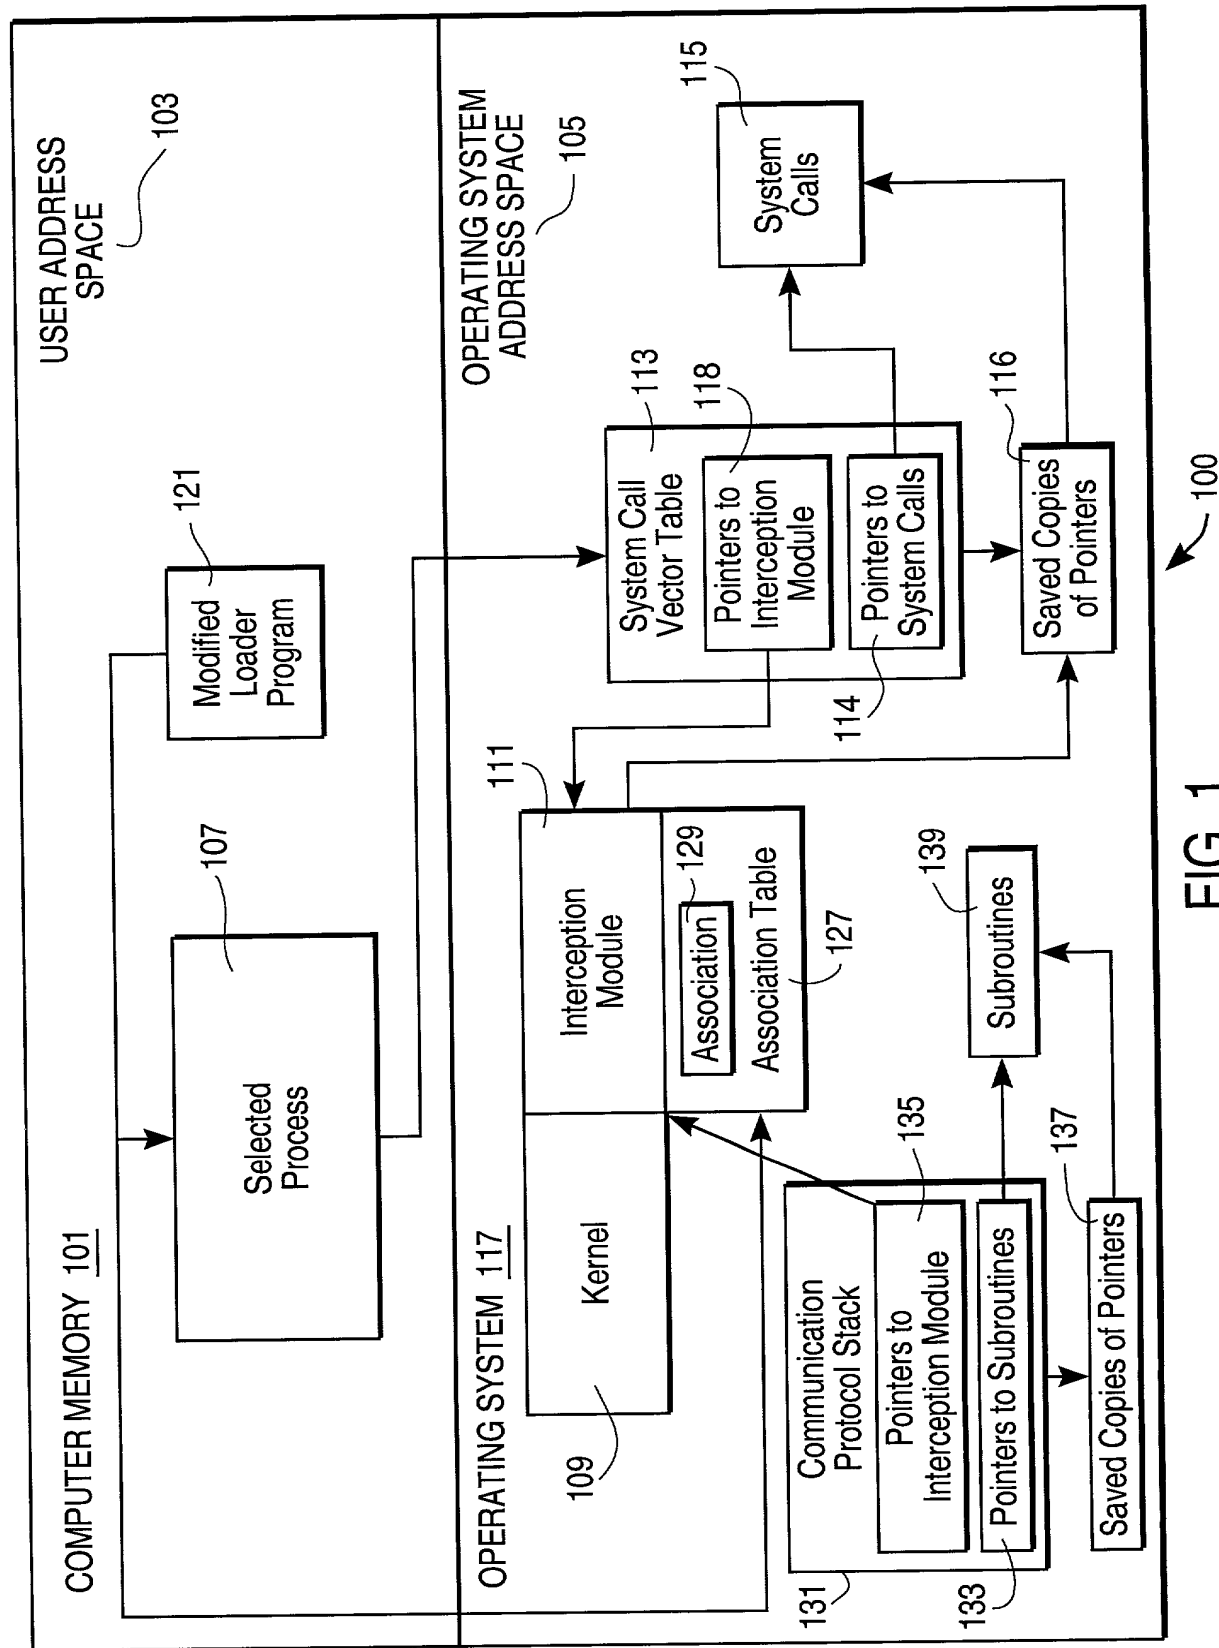 COMPUTER MEMORY 101
USER ADDRESS
SPACE
103
107
Selected
Process
121
Modified
Loader
Program
OPERATING SYSTEM 117
OPERATING SYSTEM
ADDRESS SPACE
105
Kernel
109
111
Interception
Module
Association
129
Association Table
127
113
System Call
Vector Table
118
Pointers to
Interception
Module
Pointers to
System Calls
114
115
System
Calls
116
Saved Copies
of Pointers
Communication
Protocol Stack
135
Pointers to
Interception Module
Pointers to Subroutines
131
133
137
Saved Copies of Pointers
139
Subroutines
100
FIG. 1